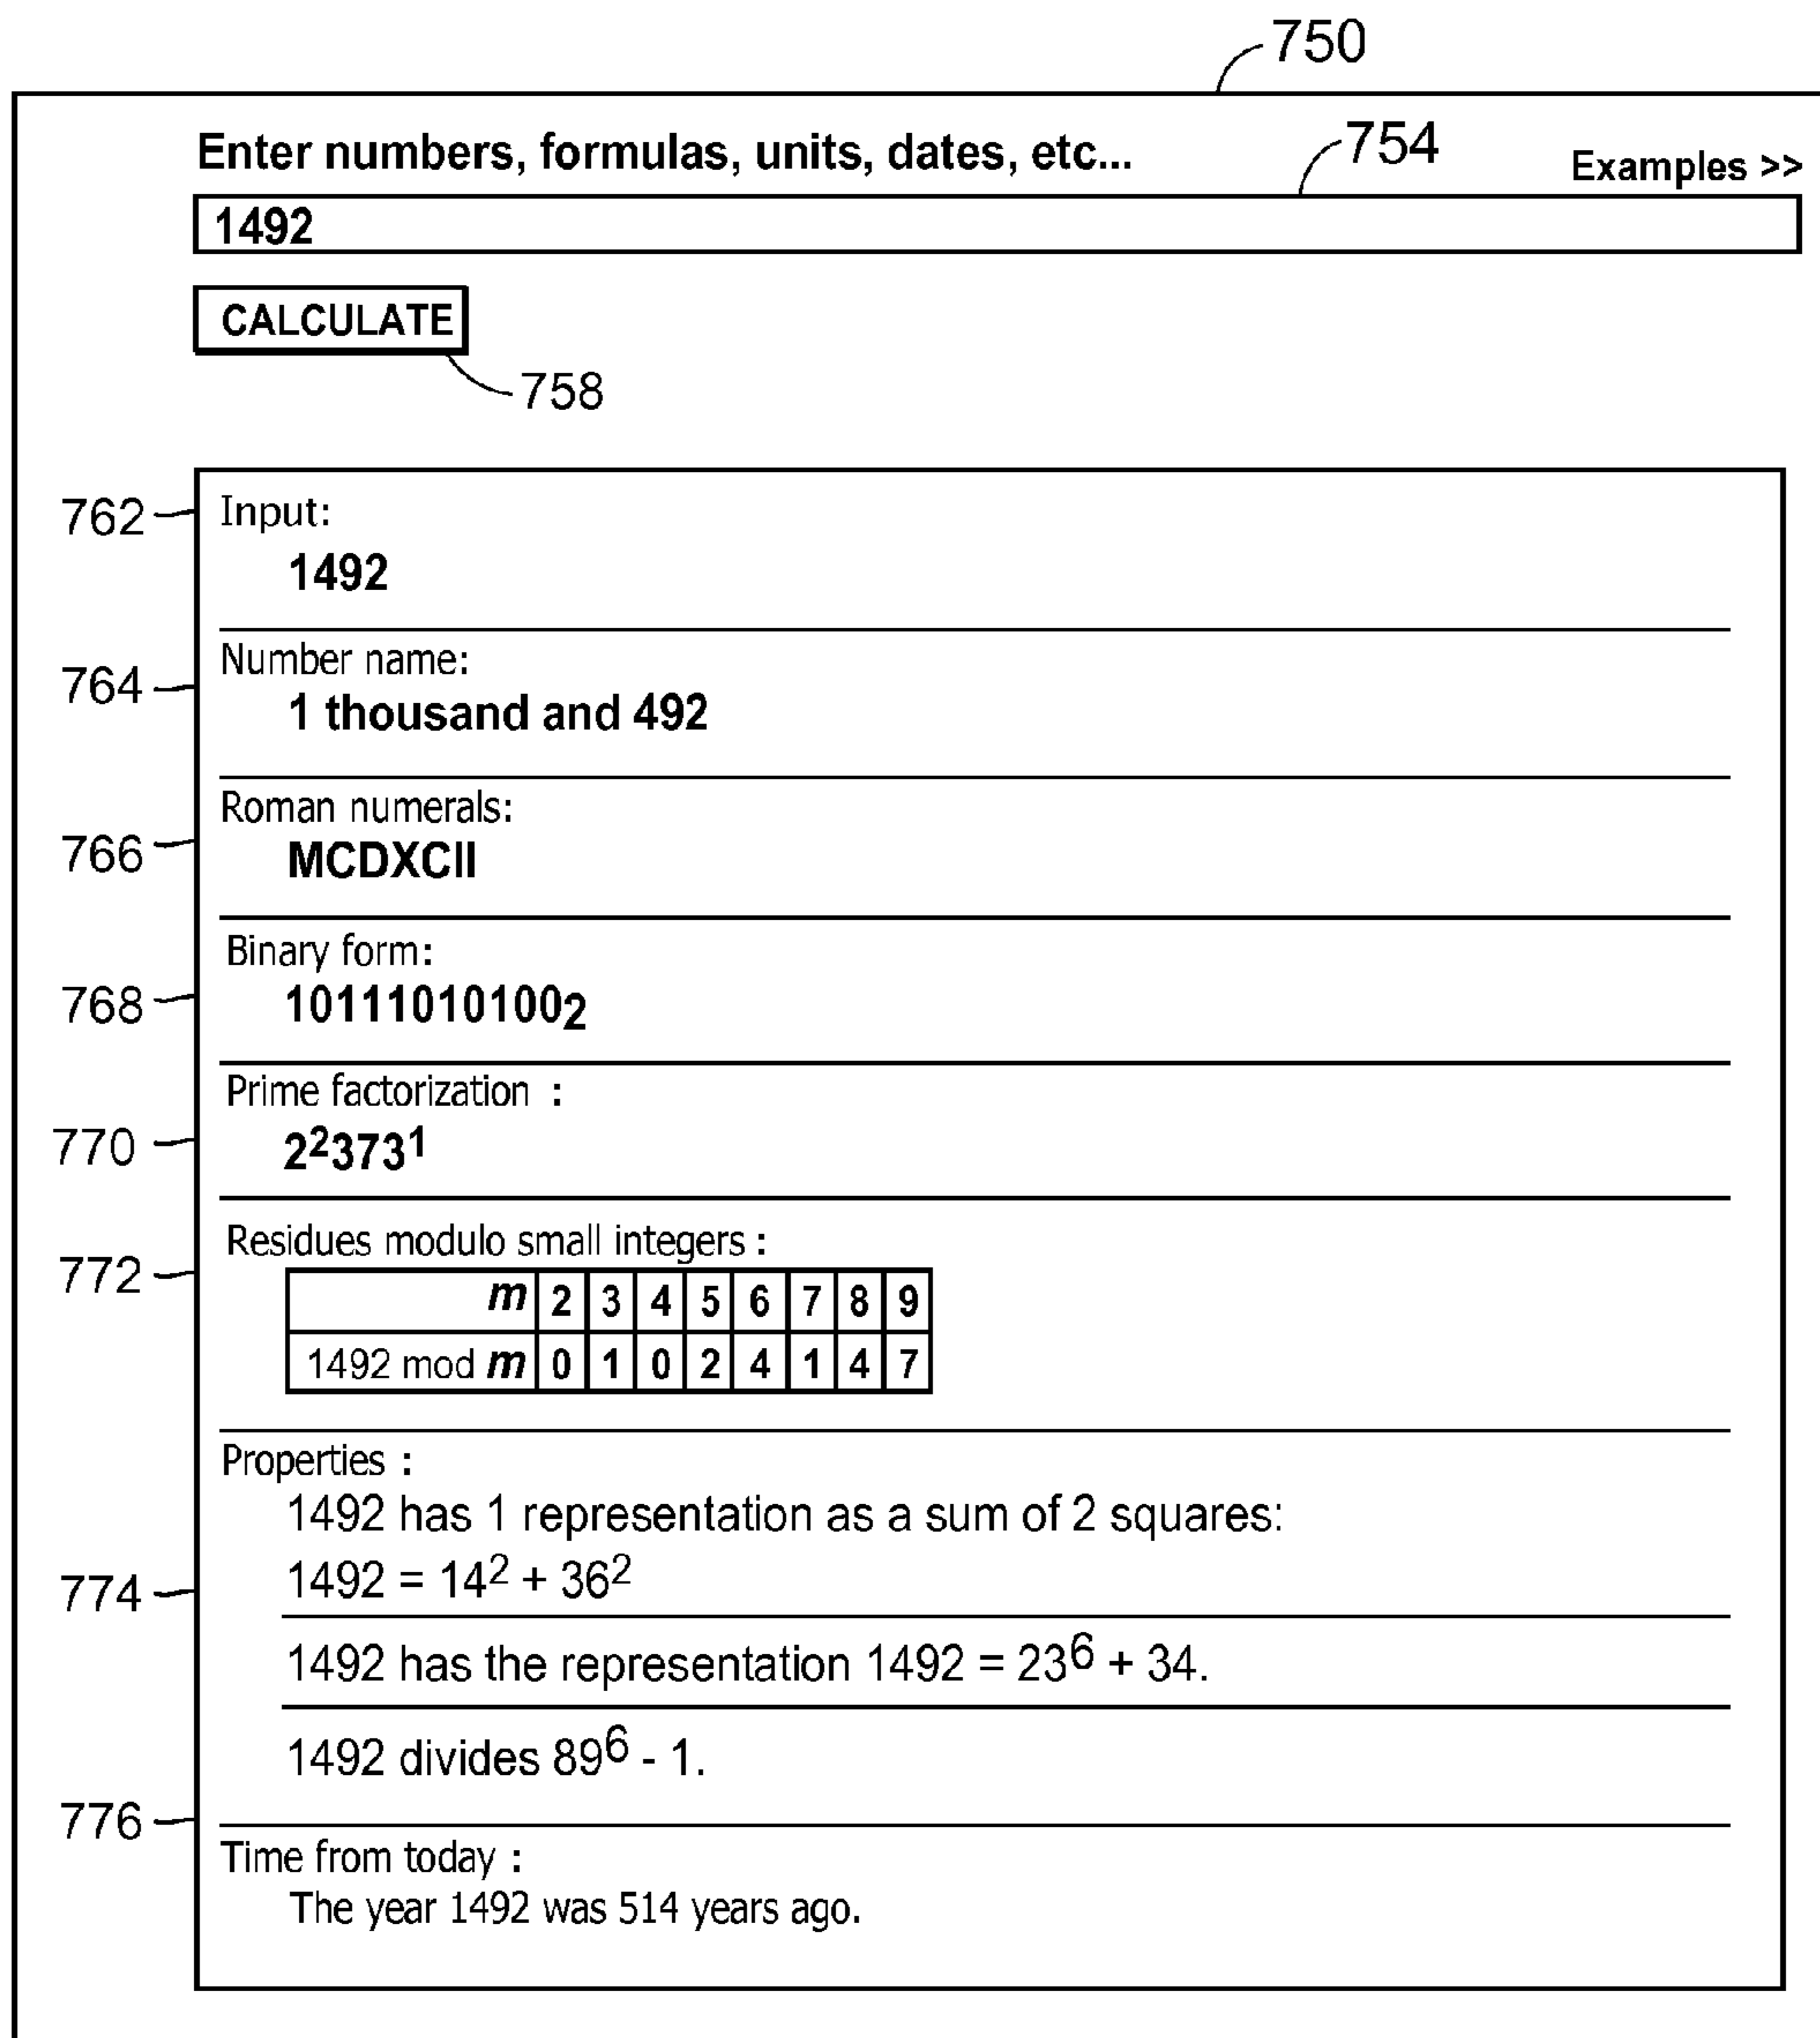 750
Enter numbers, formulas, units, dates, etc...
754
Examples >>
1492
CALCULATE
758
762
Input:
1492
764
Number name:
1 thousand and 492
766
Roman numerals:
MCDXCII
768
Binary form:
10111010100₂
770
Prime factorization :
2²373¹
772
Residues modulo small integers :
m 2 3 4 5 6 7 8 9
1492 mod m 0 1 0 2 4 1 4 7
Properties :
1492 has 1 representation as a sum of 2 squares:
774
1492 = 14² + 36²
1492 has the representation 1492 = 23⁶ + 34.
1492 divides 89⁶ - 1.
776
Time from today :
The year 1492 was 514 years ago.